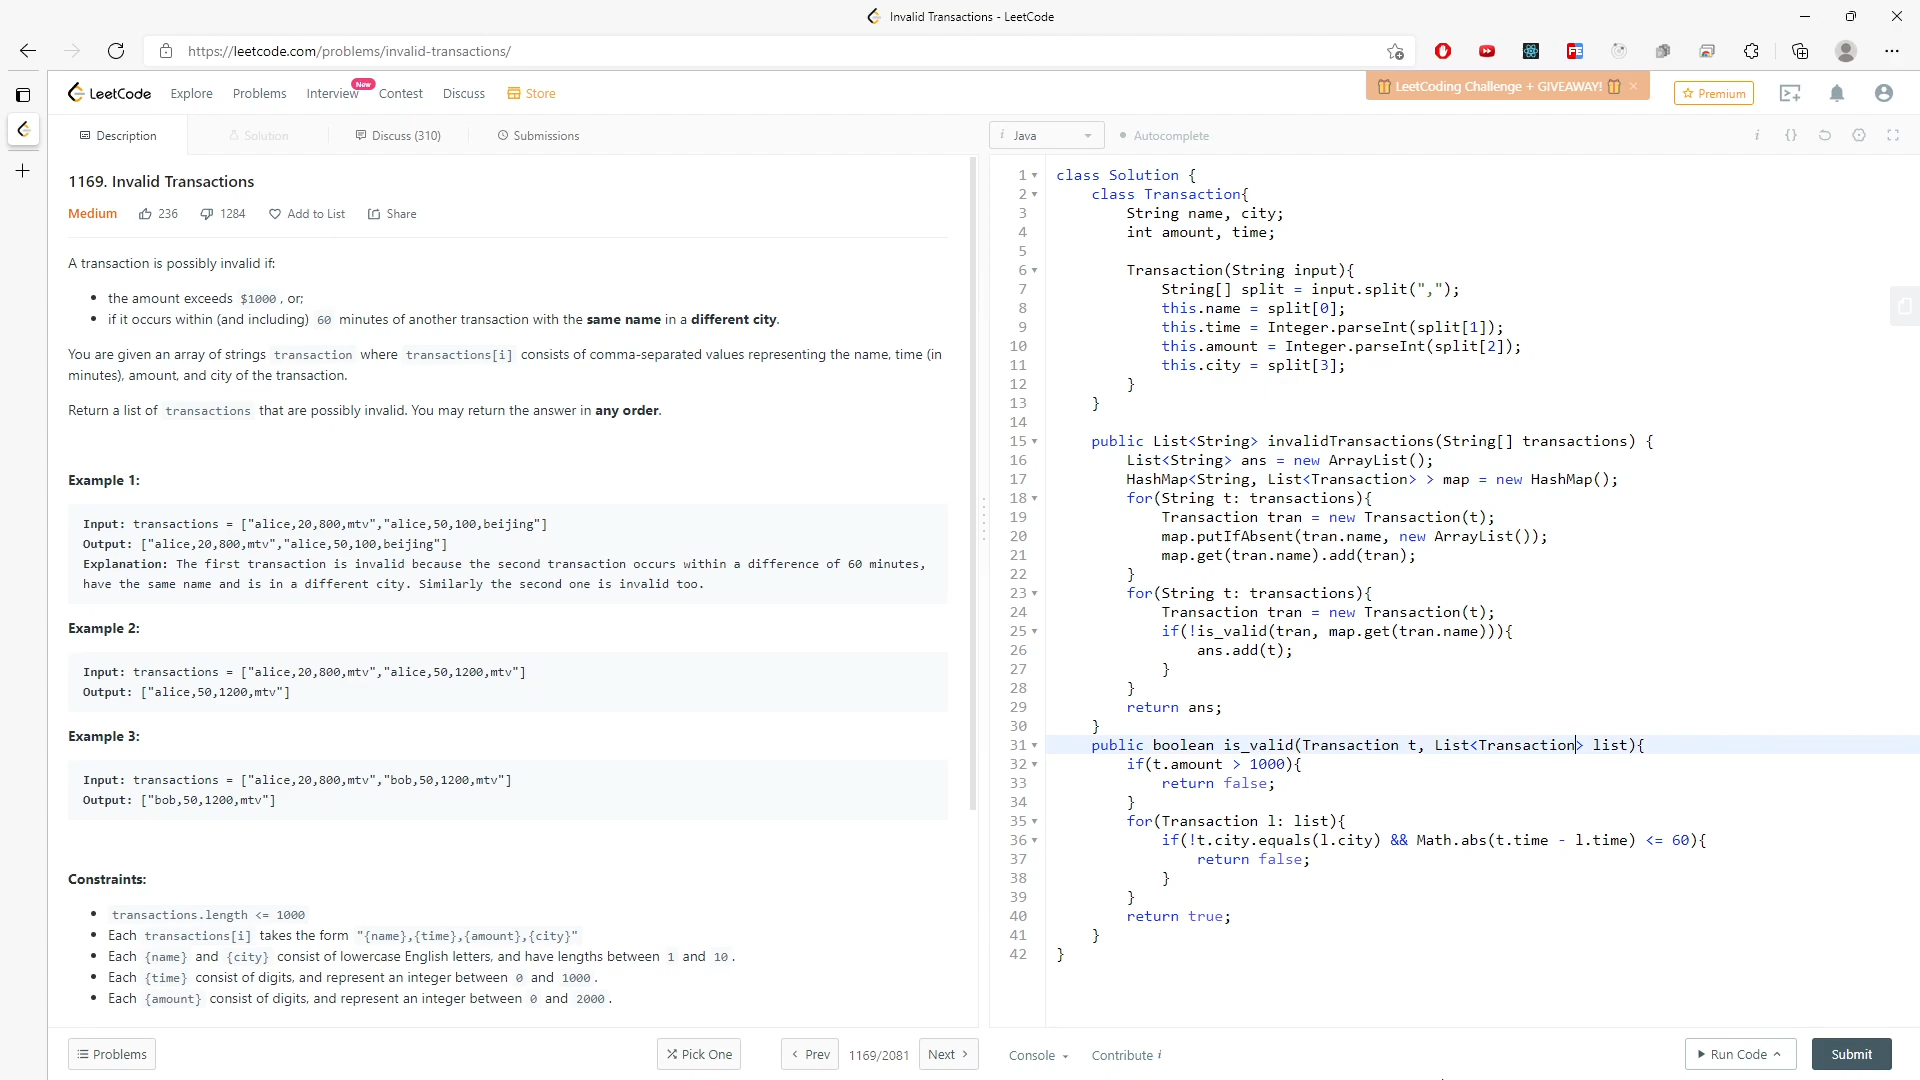 Invalid Transactions - LeetCode
https://leetcode.com/problems/invalid-transactions/
LeetCode Explore Problems Interview New Contest Discuss Store LeetCoding Challenge + GIVEAWAY! × Premium
Description Solution Discuss (310) Submissions
i Java Autocomplete i {}
1169. Invalid Transactions
Medium 236 1284 Add to List Share
A transaction is possibly invalid if:
• the amount exceeds $1000, or;
• if it occurs within (and including) 60 minutes of another transaction with the same name in a different city.
You are given an array of strings transaction where transactions[i] consists of comma-separated values representing the name, time (in
minutes), amount, and city of the transaction.
Return a list of transactions that are possibly invalid. You may return the answer in any order.
Example 1:
Input: transactions = ["alice,20,800,mtv","alice,50,100,beijing"]
Output: ["alice,20,800,mtv","alice,50,100,beijing"]
Explanation: The first transaction is invalid because the second transaction occurs within a difference of 60 minutes,
have the same name and is in a different city. Similarly the second one is invalid too.
Example 2:
Input: transactions = ["alice,20,800,mtv","alice,50,1200,mtv"]
Output: ["alice,50,1200,mtv"]
Example 3:
Input: transactions = ["alice,20,800,mtv","bob,50,1200,mtv"]
Output: ["bob,50,1200,mtv"]
Constraints:
• transactions.length <= 1000
• Each transactions[i] takes the form "{name},{time},{amount},{city}"
• Each {name} and {city} consist of lowercase English letters, and have lengths between 1 and 10.
• Each {time} consist of digits, and represent an integer between 0 and 1000.
• Each {amount} consist of digits, and represent an integer between 0 and 2000.
1 class Solution {
2 class Transaction{
3 String name, city;
4 int amount, time;
5
6 Transaction(String input){
7 String[] split = input.split(",");
8 this.name = split[0];
9 this.time = Integer.parseInt(split[1]);
10 this.amount = Integer.parseInt(split[2]);
11 this.city = split[3];
12 }
13 }
14
15 public List<String> invalidTransactions(String[] transactions) {
16 List<String> ans = new ArrayList();
17 HashMap<String, List<Transaction> > map = new HashMap();
18 for(String t: transactions){
19 Transaction tran = new Transaction(t);
20 map.putIfAbsent(tran.name, new ArrayList());
21 map.get(tran.name).add(tran);
22 }
23 for(String t: transactions){
24 Transaction tran = new Transaction(t);
25 if(!is_valid(tran, map.get(tran.name))){
26 ans.add(t);
27 }
28 }
29 return ans;
30 }
31 public boolean is_valid(Transaction t, List<Transaction> list){
32 if(t.amount > 1000){
33 return false;
34 }
35 for(Transaction l: list){
36 if(!t.city.equals(l.city) && Math.abs(t.time - l.time) <= 60){
37 return false;
38 }
39 }
40 return true;
41 }
42 }
Problems Pick One Prev 1169/2081 Next Console Contribute i Run Code Submit